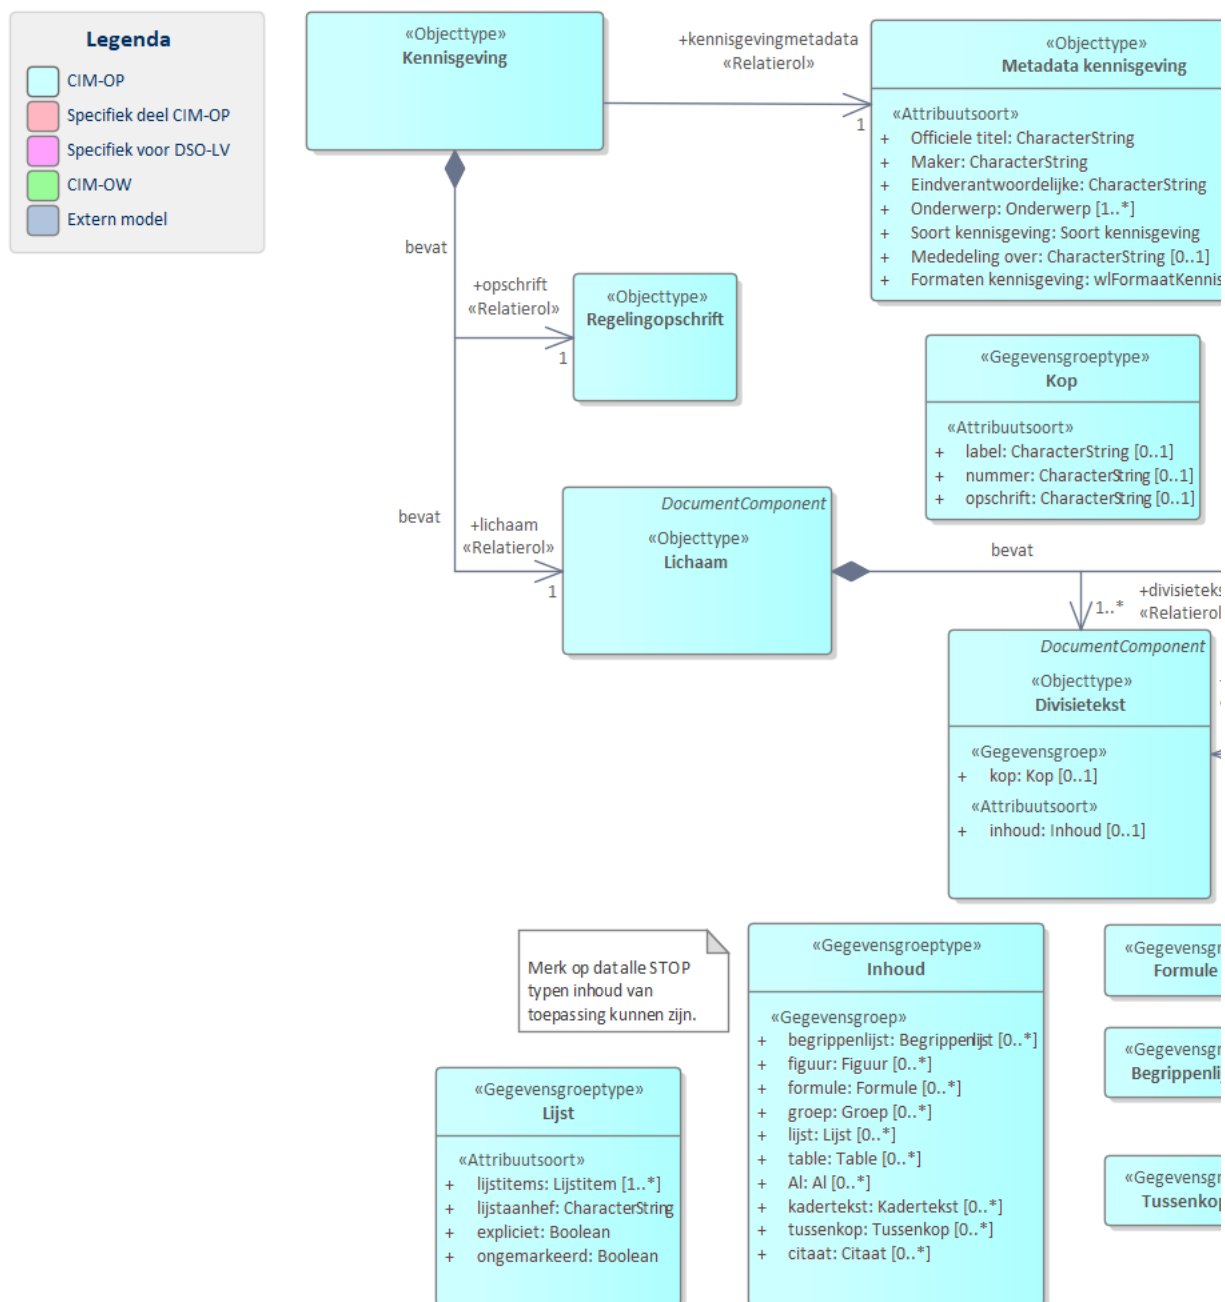 Legenda
CIM-OP
Specifiek deel CIM-OP
Specifiek voor DSO-LV
CIM-OW
Extern model
«Objecttype»
Kennisgeving
+kennisgevingmetadata
«Relatierol»
1
«Objecttype»
Metadata kennisgeving
«Attribuutsoort»
+ Officiele titel: CharacterString
+ Maker: CharacterString
+ Eindverantwoordelijke: CharacterString
+ Onderwerp: Onderwerp [1..*]
+ Soort kennisgeving: Soort kennisgeving
+ Mededeling over: CharacterString [0..1]
+ Formaten kennisgeving: wlFormaatKennis
bevat
+opschrift
«Relatierol»
1
«Objecttype»
Regelingopschrift
«Gegevensgroeptype»
Kop
«Attribuutsoort»
+ label: CharacterString [0..1]
+ nummer: CharacterString [0..1]
+ opschrift: CharacterString [0..1]
bevat
+lichaam
«Relatierol»
1
DocumentComponent
«Objecttype»
Lichaam
bevat
1..*
+divisieteks
«Relatierol
DocumentComponent
«Objecttype»
Divisietekst
«Gegevensgroep»
+ kop: Kop [0..1]
«Attribuutsoort»
+ inhoud: Inhoud [0..1]
Merk op dat alle STOP
typen inhoud van
toepassing kunnen zijn.
«Gegevensgroeptype»
Inhoud
«Gegevensgroep»
+ begrippenlijst: Begrippenlijst [0..*]
+ figuur: Figuur [0..*]
+ formule: Formule [0..*]
+ groep: Groep [0..*]
+ lijst: Lijst [0..*]
+ table: Table [0..*]
+ Al: Al [0..*]
+ kadertekst: Kadertekst [0..*]
+ tussenkop: Tussenkop [0..*]
+ citaat: Citaat [0..*]
«Gegevensgroeptype»
Lijst
«Attribuutsoort»
+ lijstitems: Lijstitem [1..*]
+ lijstaanhef: CharacterString
+ expliciet: Boolean
+ ongemarkeerd: Boolean
«Gegevensgr
Formule
«Gegevensgr
Begrippenli
«Gegevensgr
Tussenkop